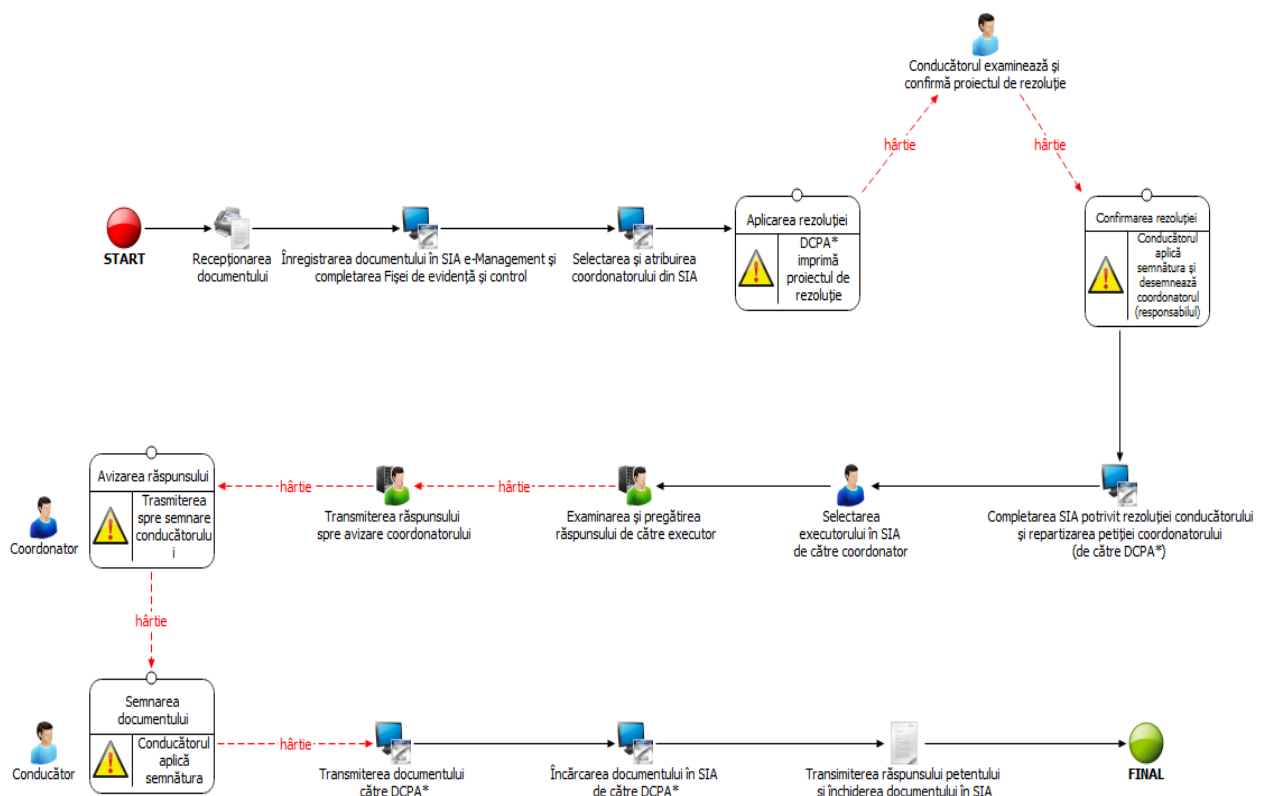 Conducătorul examinează și
confirmă proiectul de rezoluție
hârtie
hârtie
START
Recepționarea
documentului
Înregistrarea documentului în SIA e-Management și
completarea Fișei de evidență și control
Selectarea și atribuirea
coordonatorului din SIA
Aplicarea rezoluției
DCPA*
imprimă
proiectul de
rezoluție
Confirmarea rezoluției
Conducătorul
aplică
semnătura și
desemnează
coordonatorul
(responsabilul)
Coordonator
Avizarea răspunsului
Trasmiterea
spre semnare
conducătorulu
i
hârtie
Transmiterea răspunsului
spre avizare coordonatorului
hârtie
Examinarea și pregătirea
răspunsului de către executor
Selectarea
executorului în SIA
de către coordonator
Completarea SIA potrivit rezoluției conducătorului
și repartizarea petiției coordonatorului
(de către DCPA*)
hârtie
Conducător
Semnarea
documentului
Conducătorul
aplică
semnătura
hârtie
Transmiterea documentului
către DCPA*
Încărcarea documentului în SIA
de către DCPA*
Transimiterea răspunsului petentului
și închiderea documentului în SIA
FINAL